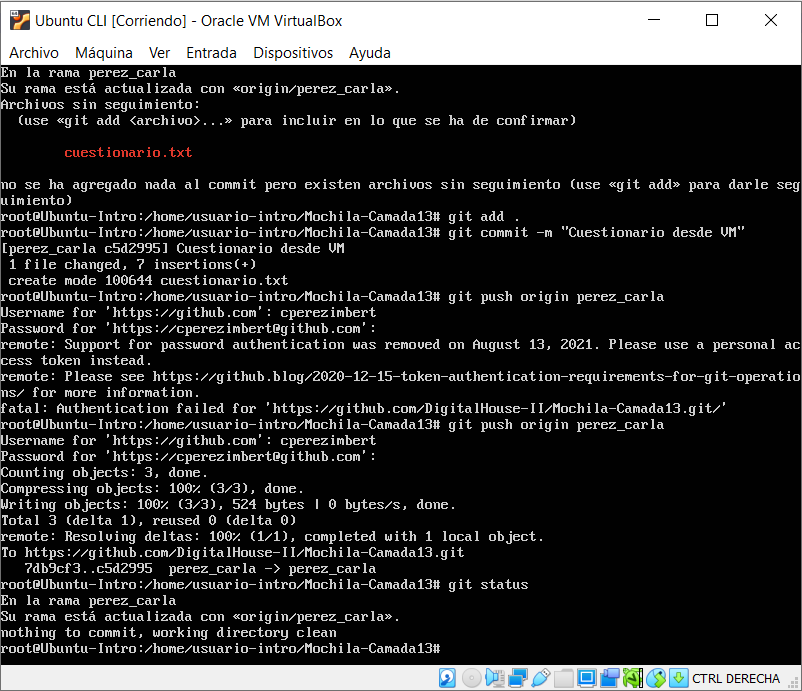 Ubuntu CLI [Corriendo] - Oracle VM VirtualBox
Archivo Máquina Ver Entrada Dispositivos Ayuda
En la rama perez_carla
Su rama está actualizada con «origin/perez_carla».
Archivos sin seguimiento:
  (use «git add <archivo>...» para incluir en lo que se ha de confirmar)
        cuestionario.txt
no se ha agregado nada al commit pero existen archivos sin seguimiento (use «git add» para darle seg
uimiento)
root@Ubuntu-Intro:/home/usuario-intro/Mochila-Camada13# git add .
root@Ubuntu-Intro:/home/usuario-intro/Mochila-Camada13# git commit -m "Cuestionario desde VM"
[perez_carla c5d2995] Cuestionario desde VM
 1 file changed, 7 insertions(+)
 create mode 100644 cuestionario.txt
root@Ubuntu-Intro:/home/usuario-intro/Mochila-Camada13# git push origin perez_carla
Username for 'https://github.com': cperezimbert
Password for 'https://cperezimbert@github.com':
remote: Support for password authentication was removed on August 13, 2021. Please use a personal ac
cess token instead.
remote: Please see https://github.blog/2020-12-15-token-authentication-requirements-for-git-operatio
ns/ for more information.
fatal: Authentication failed for 'https://github.com/DigitalHouse-II/Mochila-Camada13.git/'
root@Ubuntu-Intro:/home/usuario-intro/Mochila-Camada13# git push origin perez_carla
Username for 'https://github.com': cperezimbert
Password for 'https://cperezimbert@github.com':
Counting objects: 3, done.
Compressing objects: 100% (3/3), done.
Writing objects: 100% (3/3), 524 bytes | 0 bytes/s, done.
Total 3 (delta 1), reused 0 (delta 0)
remote: Resolving deltas: 100% (1/1), completed with 1 local object.
To https://github.com/DigitalHouse-II/Mochila-Camada13.git
   7db9cf3..c5d2995  perez_carla -> perez_carla
root@Ubuntu-Intro:/home/usuario-intro/Mochila-Camada13# git status
En la rama perez_carla
Su rama está actualizada con «origin/perez_carla».
nothing to commit, working directory clean
root@Ubuntu-Intro:/home/usuario-intro/Mochila-Camada13#
CTRL DERECHA